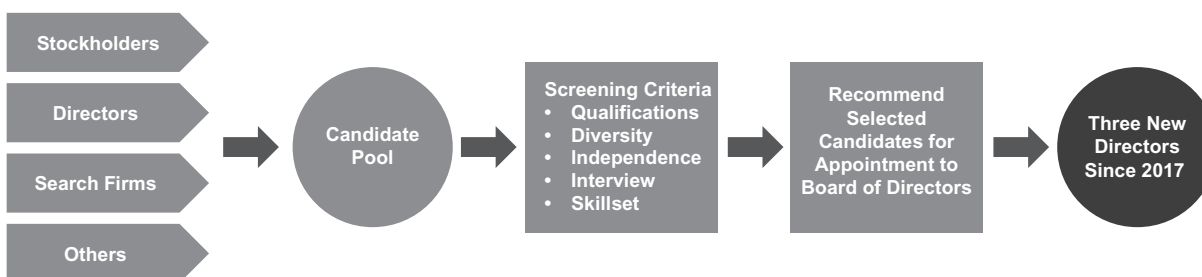 Stockholders
Directors
Search Firms
Others
Candidate
Pool
Screening Criteria
• Qualifications
• Diversity
• Independence
• Interview
• Skillset
Recommend
Selected
Candidates for
Appointment to
Board of Directors
Three New
Directors
Since 2017